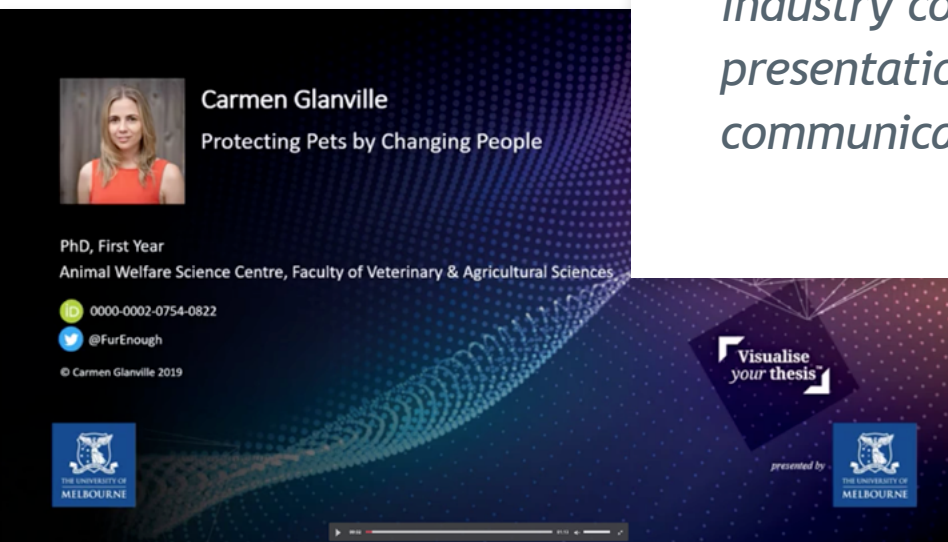 industry co
presentatio
communica
Carmen Glanville
Protecting Pets by Changing People
PhD, First Year
Animal Welfare Science Centre, Faculty of Veterinary & Agricultural Sciences
iD 0000-0002-0754-0822
@FurEnough
© Carmen Glanville 2019
Visualise
your thesis™
presented by
THE UNIVERSITY OF
MELBOURNE
THE UNIVERSITY OF
MELBOURNE